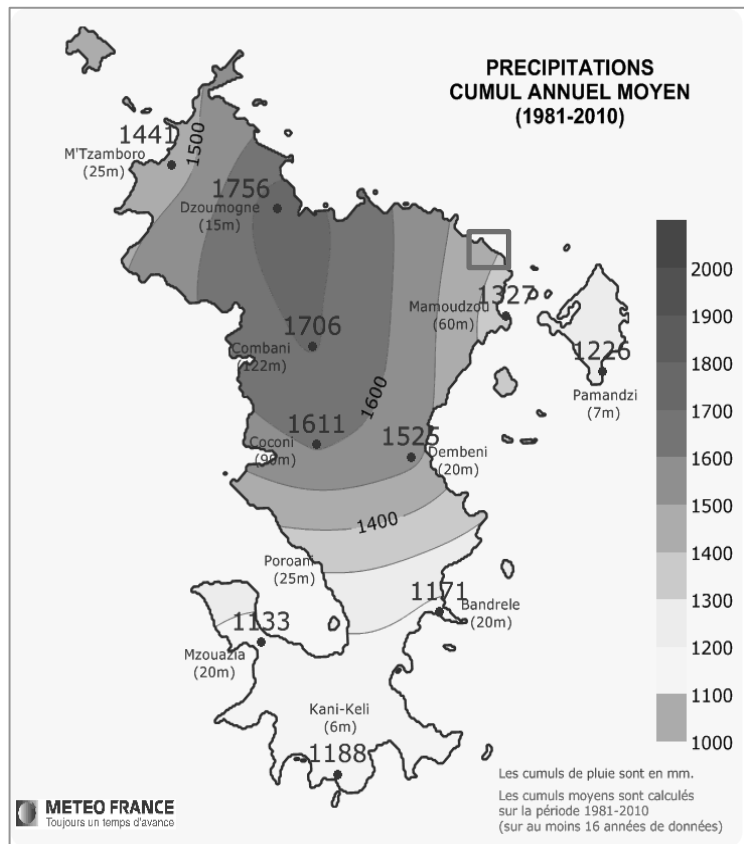 PRECIPITATIONS
CUMUL ANNUEL MOYEN
(1981-2010)
1441
M'Tzamboro
(25m)
1500
1756
Dzoumogne
(15m)
1327
Mamoudzou
(60m)
1226
Pamandzi
(7m)
1706
Combani
(122m)
1600
1611
Coconi
(90m)
1525
Dembeni
(20m)
1400
Poroani
(25m)
1171
Bandrele
(20m)
1133
Mzouazia
(20m)
Kani-Keli
(6m)
1188
2000
1900
1800
1700
1600
1500
1400
1300
1200
1100
1000
Les cumuls de pluie sont en mm.
Les cumuls moyens sont calculés
sur la période 1981-2010
(sur au moins 16 années de données)
METEO FRANCE
Toujours un temps d'avance